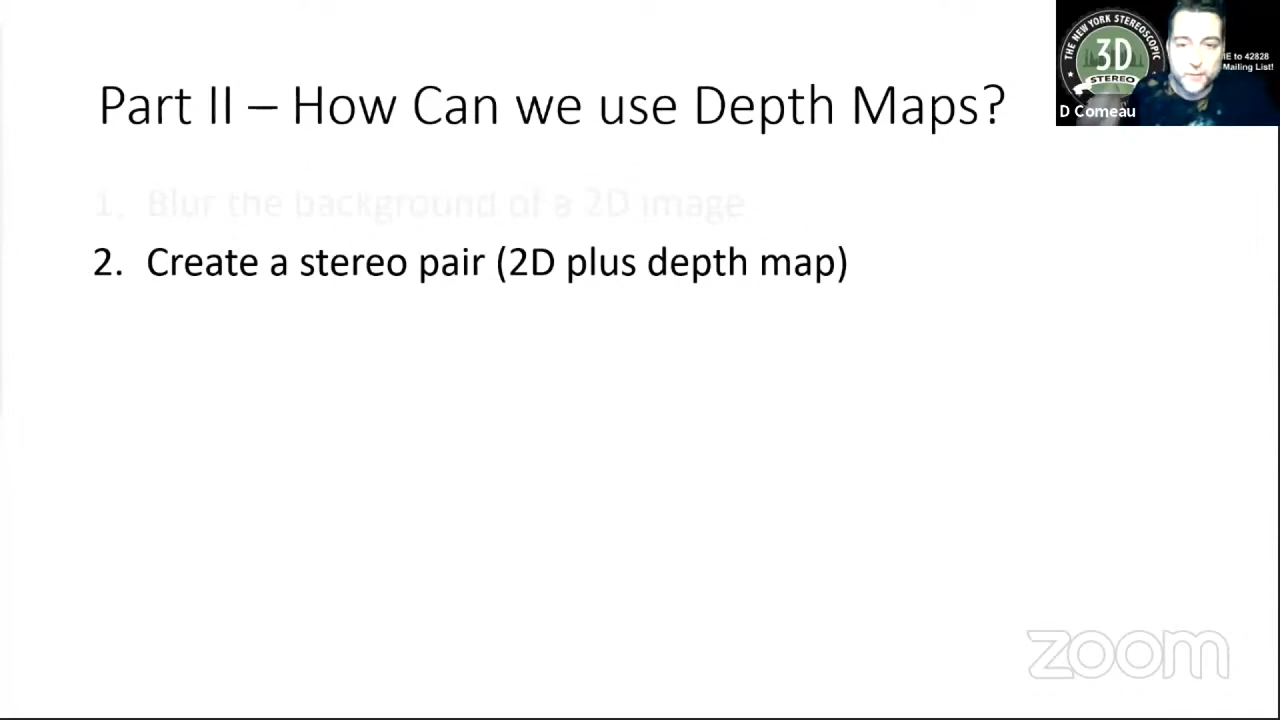 Part II – How Can we use Depth Maps?
1. Blur the background of a 2D image
2. Create a stereo pair (2D plus depth map)
THE NEW YORK STEREOSCOPIC
3D
STEREO
IE to 42828
Mailing List!
D Comeau
zoom